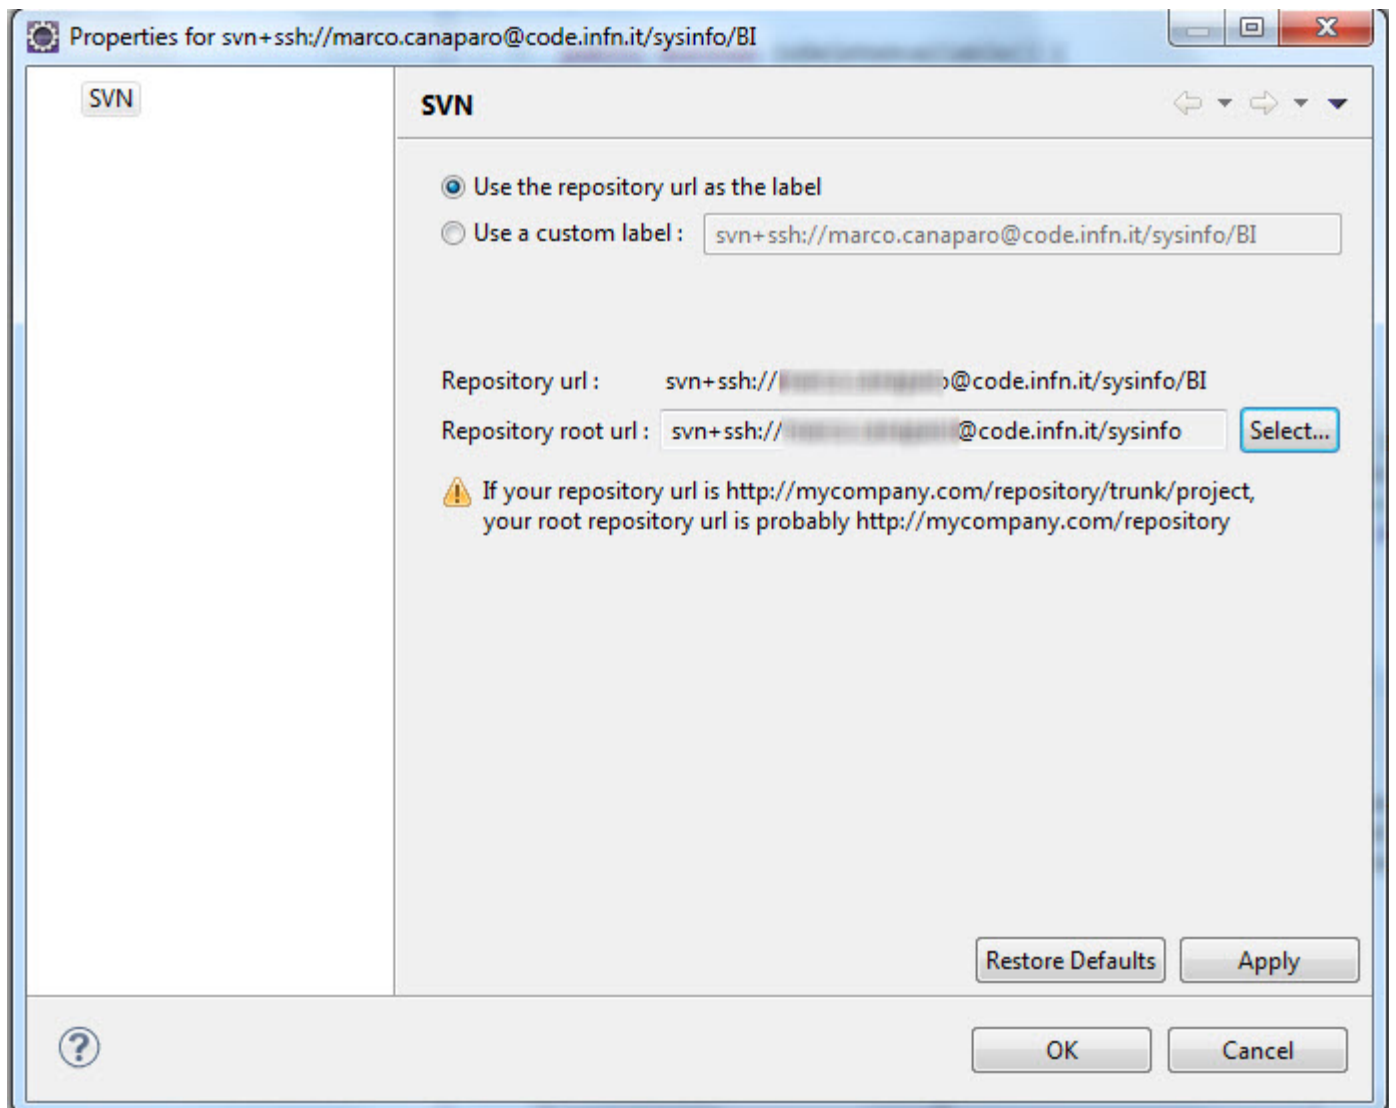 Properties for svn+ssh://marco.canaparo@code.infn.it/sysinfo/BI
SVN
SVN
Use the repository url as the label
Use a custom label : svn+ssh://marco.canaparo@code.infn.it/sysinfo/BI
Repository url : svn+ssh:// @code.infn.it/sysinfo/BI
Repository root url : svn+ssh:// @code.infn.it/sysinfo Select...
If your repository url is http://mycompany.com/repository/trunk/project,
your root repository url is probably http://mycompany.com/repository
Restore Defaults Apply
OK Cancel